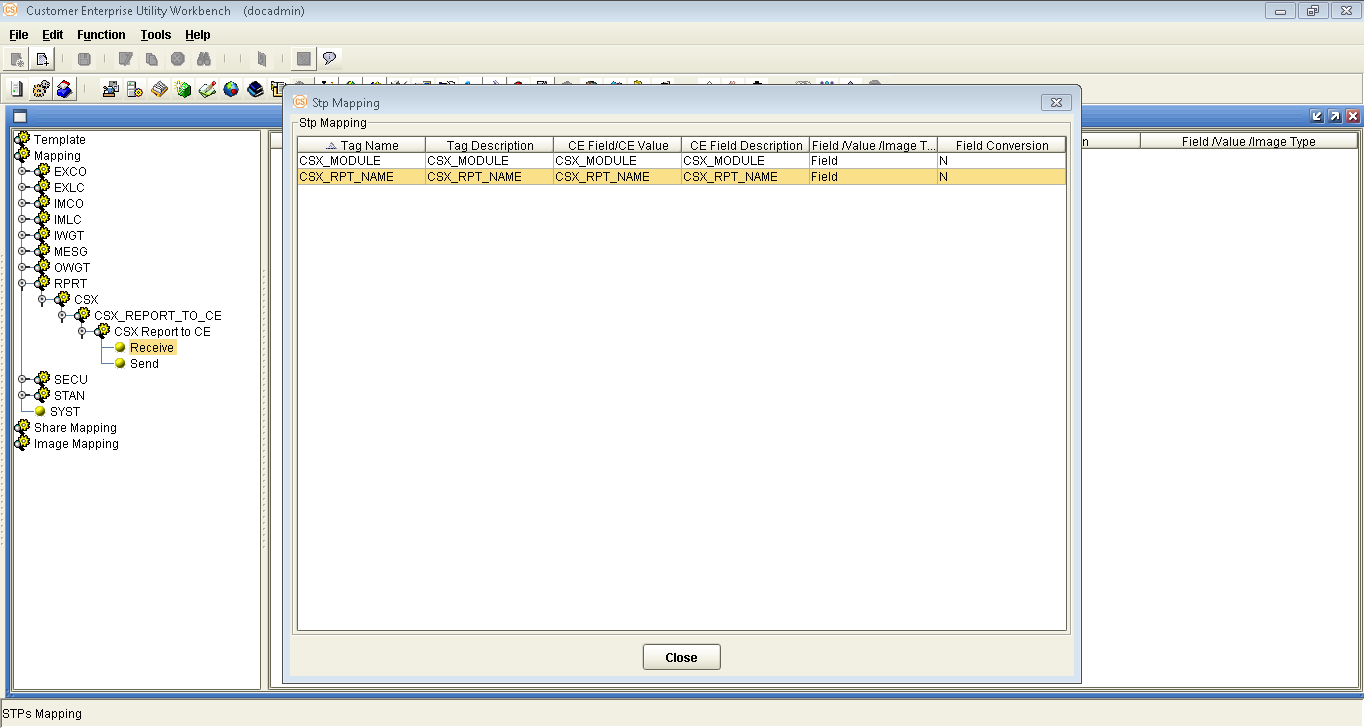 CS Customer Enterprise Utility Workbench (docadmin)
File Edit Function Tools Help
CS Stp Mapping
Stp Mapping
Tag Name Tag Description CE Field/CE Value CE Field Description Field /Value /Image T... Field Conversion
CSX_MODULE CSX_MODULE CSX_MODULE CSX_MODULE Field N
CSX_RPT_NAME CSX_RPT_NAME CSX_RPT_NAME CSX_RPT_NAME Field N
Close
n Field /Value /Image Type
Template
Mapping
EXCO
EXLC
IMCO
IMLC
IWGT
MESG
OWGT
RPRT
CSX
CSX_REPORT_TO_CE
CSX Report to CE
Receive
Send
SECU
STAN
SYST
Share Mapping
Image Mapping
STPs Mapping